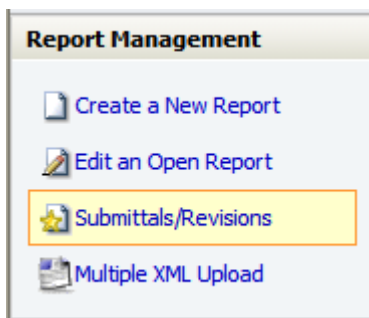 Report Management
Create a New Report
Edit an Open Report
Submittals/Revisions
Multiple XML Upload